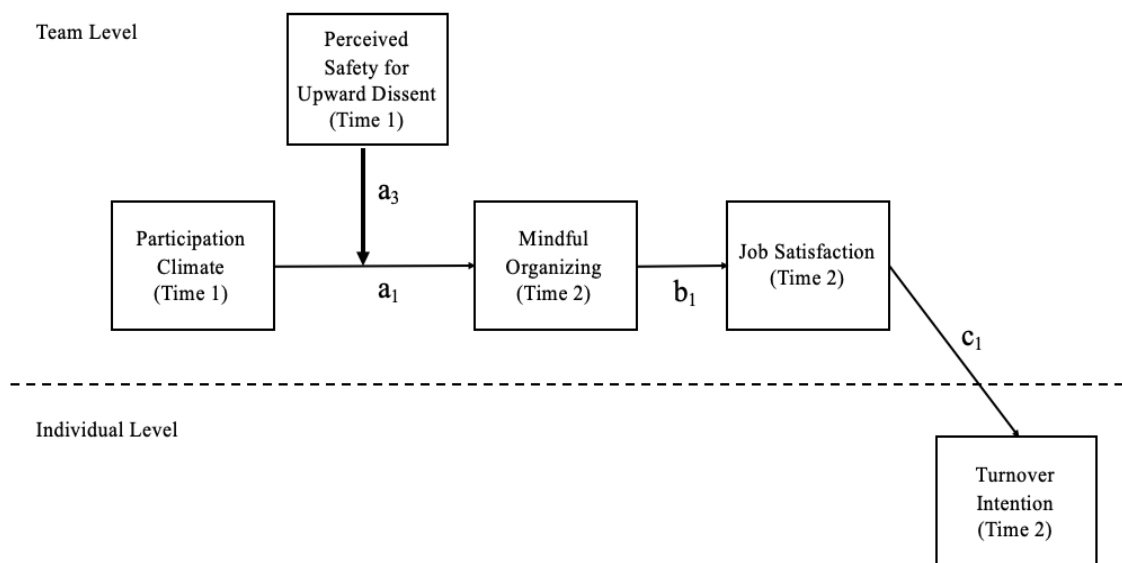 Team Level
Perceived
Safety for
Upward Dissent
(Time 1)
a₃
Participation
Climate
(Time 1)
a₁
Mindful
Organizing
(Time 2)
b₁
Job Satisfaction
(Time 2)
c₁
Individual Level
Turnover
Intention
(Time 2)